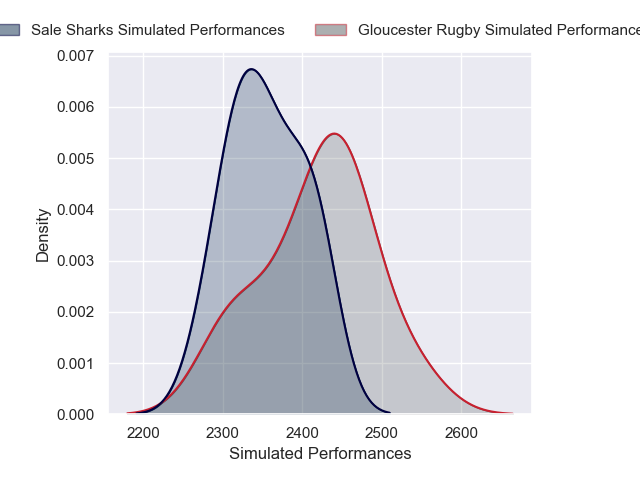 Sale Sharks Simulated Performances
Gloucester Rugby Simulated Performance
0.007
0.006
0.005
0.004
0.003
0.002
0.001
0.000
Density
2200 2300 2400 2500 2600
Simulated Performances